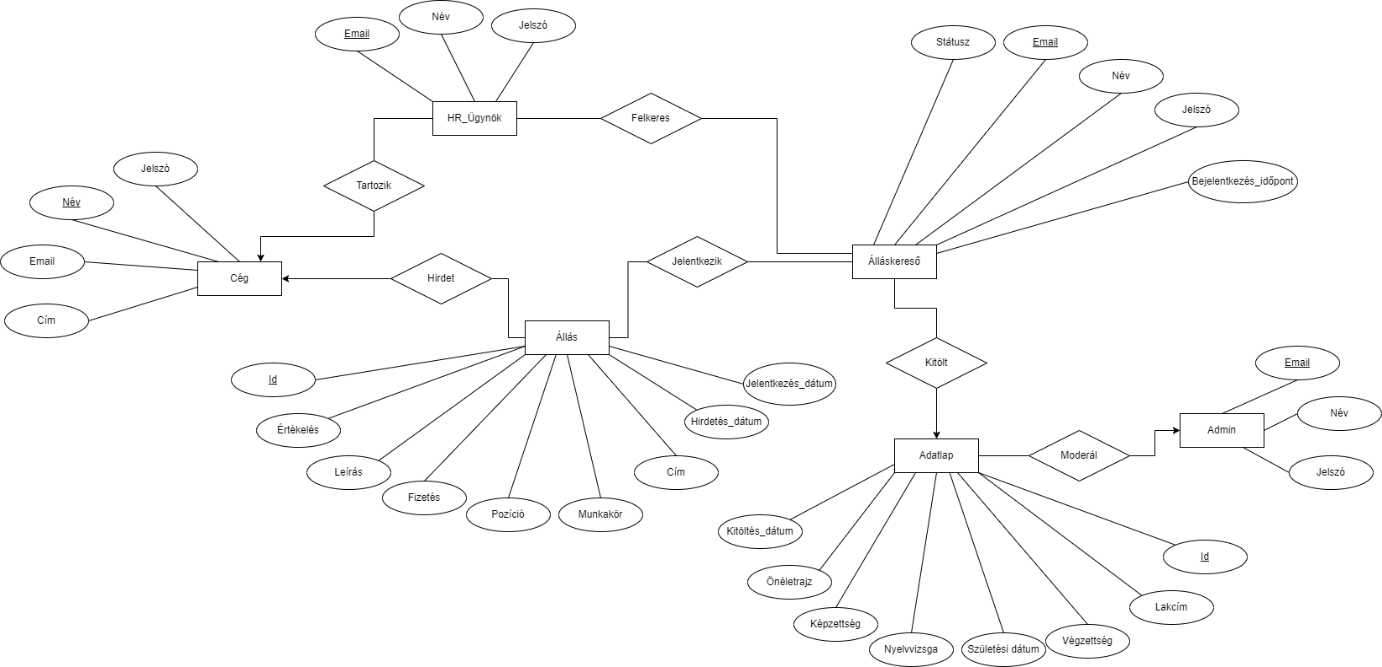 Email
Név
Jelszó
HR_Ügynök
Felkeres
Státusz
Email
Név
Jelszó
Bejelentkezés_időpont
Álláskereső
Tartozik
Jelszó
Név
Email
Cím
Cég
Hirdet
Jelentkezik
Állás
Id
Értékelés
Leírás
Fizetés
Pozíció
Munkakör
Cím
Hirdetés_dátum
Jelentkezés_dátum
Kitölt
Adatlap
Moderál
Admin
Email
Név
Jelszó
Kitöltés_dátum
Önéletrajz
Képzettség
Nyelvvizsga
Születési dátum
Végzettség
Lakcím
Id